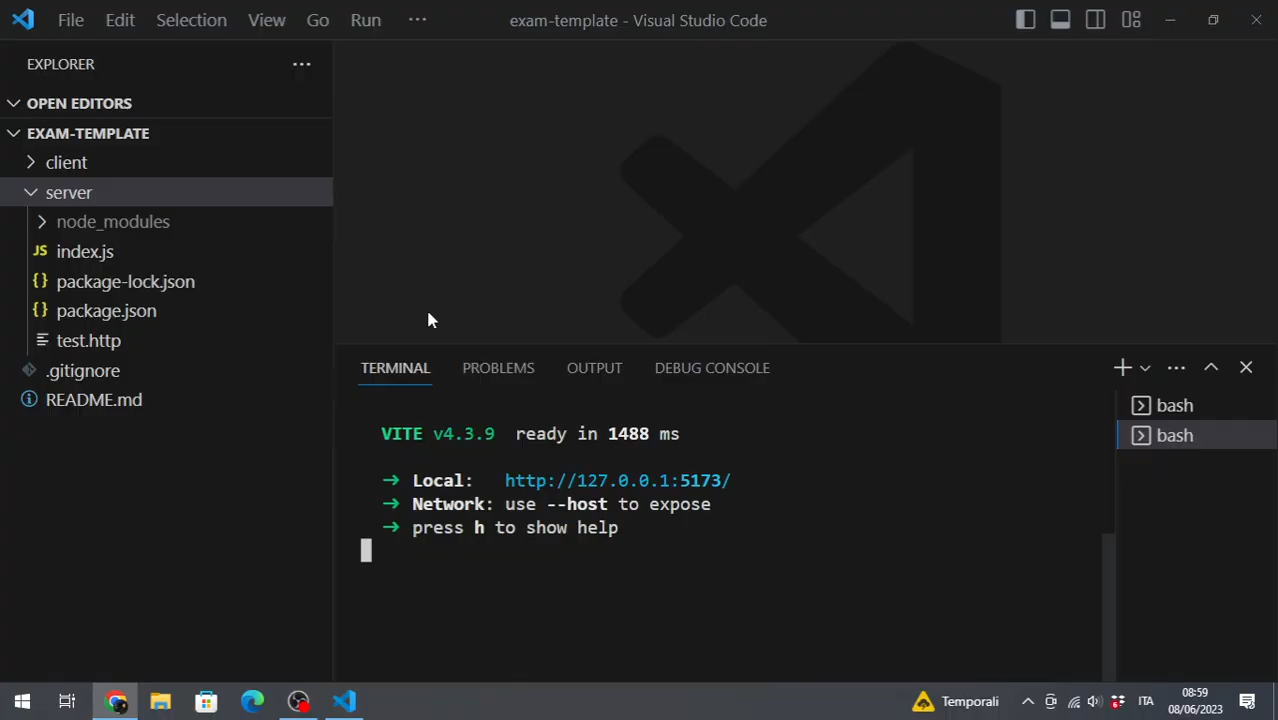 File Edit Selection View Go Run ··· exam-template - Visual Studio Code
EXPLORER ···
OPEN EDITORS
EXAM-TEMPLATE
client
server
node_modules
JS index.js
{} package-lock.json
{} package.json
test.http
.gitignore
README.md
TERMINAL PROBLEMS OUTPUT DEBUG CONSOLE
bash
bash
VITE v4.3.9 ready in 1488 ms
➜ Local: http://127.0.0.1:5173/
➜ Network: use --host to expose
➜ press h to show help
Temporali ITA 08:59
08/06/2023